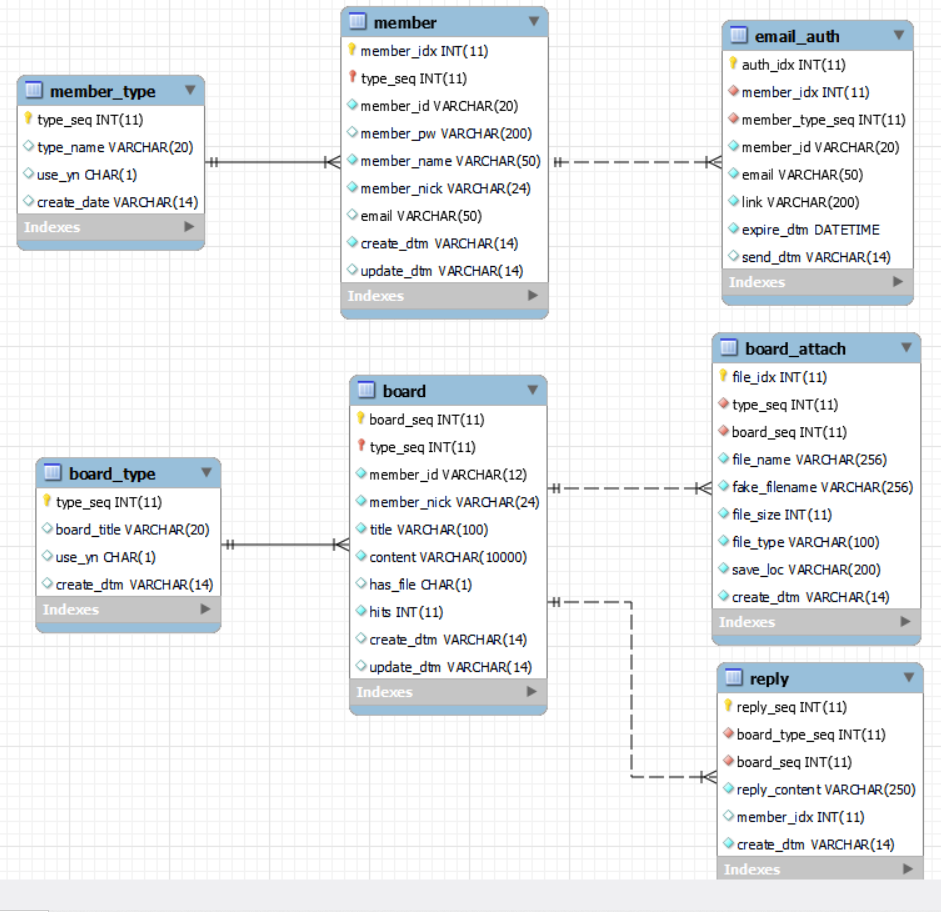 member_type
type_seq INT(11)
type_name VARCHAR(20)
use_yn CHAR(1)
create_date VARCHAR(14)
Indexes
member
member_idx INT(11)
type_seq INT(11)
member_id VARCHAR(20)
member_pw VARCHAR(200)
member_name VARCHAR(50)
member_nick VARCHAR(24)
email VARCHAR(50)
create_dtm VARCHAR(14)
update_dtm VARCHAR(14)
Indexes
email_auth
auth_idx INT(11)
member_idx INT(11)
member_type_seq INT(11)
member_id VARCHAR(20)
email VARCHAR(50)
link VARCHAR(200)
expire_dtm DATETIME
send_dtm VARCHAR(14)
Indexes
board_type
type_seq INT(11)
board_title VARCHAR(20)
use_yn CHAR(1)
create_dtm VARCHAR(14)
Indexes
board
board_seq INT(11)
type_seq INT(11)
member_id VARCHAR(12)
member_nick VARCHAR(24)
title VARCHAR(100)
content VARCHAR(10000)
has_file CHAR(1)
hits INT(11)
create_dtm VARCHAR(14)
update_dtm VARCHAR(14)
Indexes
board_attach
file_idx INT(11)
type_seq INT(11)
board_seq INT(11)
file_name VARCHAR(256)
fake_filename VARCHAR(256)
file_size INT(11)
file_type VARCHAR(100)
save_loc VARCHAR(200)
create_dtm VARCHAR(14)
Indexes
reply
reply_seq INT(11)
board_type_seq INT(11)
board_seq INT(11)
reply_content VARCHAR(250)
member_idx INT(11)
create_dtm VARCHAR(14)
Indexes